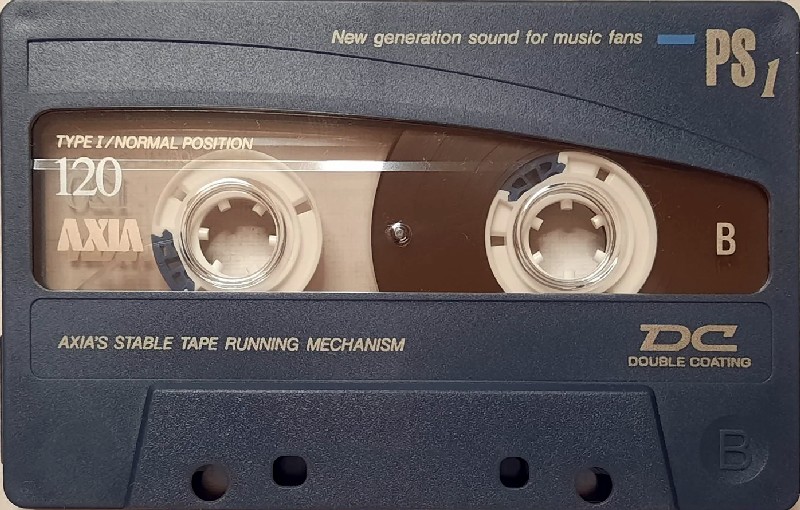 New generation sound for music fans
PS1
TYPE I/NORMAL POSITION
120
AXIA
B
AXIA'S STABLE TAPE RUNNING MECHANISM
DC
DOUBLE COATING
B